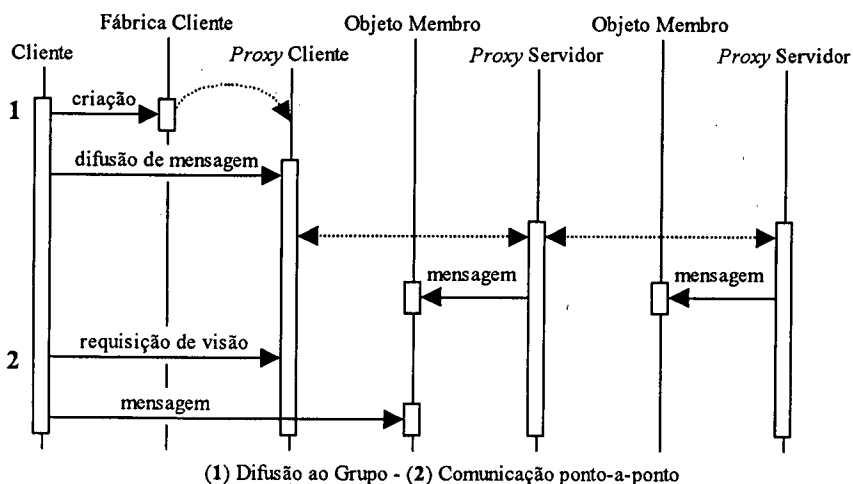 Fábrica Cliente
Objeto Membro
Objeto Membro
Cliente
Proxy Cliente
Proxy Servidor
Proxy Servidor
1
criação
difusão de mensagem
mensagem
mensagem
requisição de visão
2
mensagem
(1) Difusão ao Grupo - (2) Comunicação ponto-a-ponto